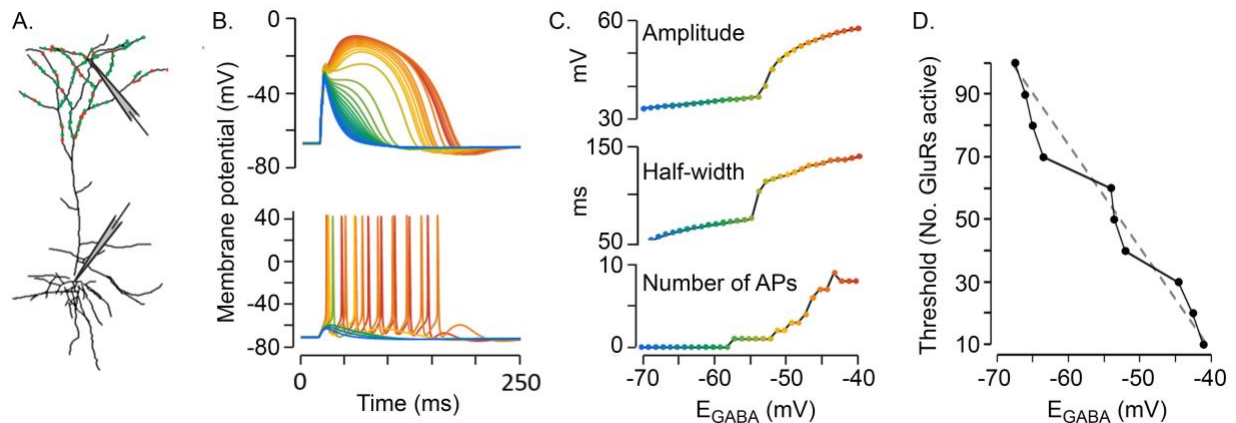 A.
B.
Membrane potential (mV)
0
-40
-80
40
0
-40
-80
0
250
Time (ms)
C.
Amplitude
mV
60
30
Half-width
ms
150
50
Number of APs
10
0
-70
-60
-50
-40
E_GABA (mV)
D.
Threshold (No. GluRs active)
90
70
50
30
10
-70
-60
-50
-40
E_GABA (mV)